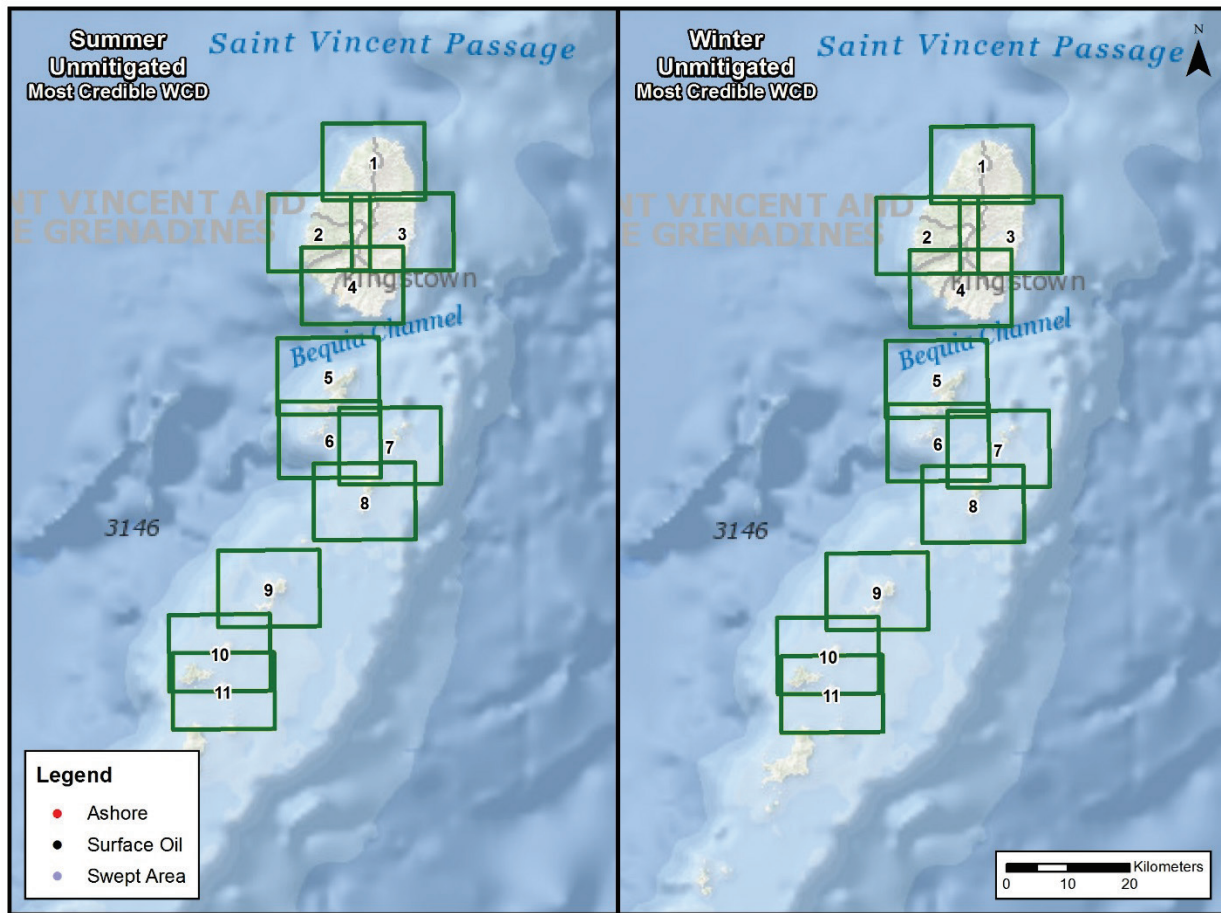 Summer
Unmitigated
Most Credible WCD
Saint Vincent Passage
NT VINCENT AND
E GRENADINES
1
2
3
4
Kingstown
Bequia Channel
5
6
7
8
3146
9
10
11
Legend
Ashore
Surface Oil
Swept Area
Winter
Unmitigated
Most Credible WCD
Saint Vincent Passage
N
NT VINCENT AND
E GRENADINES
1
2
3
4
Kingstown
Bequia Channel
5
6
7
8
3146
9
10
11
Kilometers
0 10 20